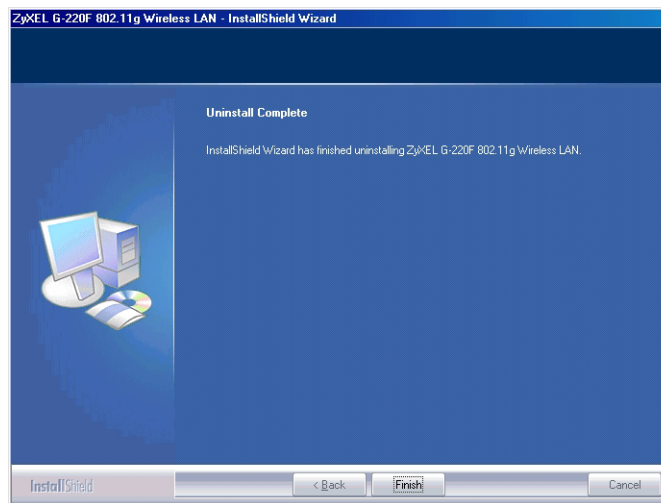 ZyXEL G-220F 802.11g Wireless LAN - InstallShield Wizard
Uninstall Complete
InstallShield Wizard has finished uninstalling ZyXEL G-220F 802.11g Wireless LAN.
InstallShield
< Back
Finish
Cancel